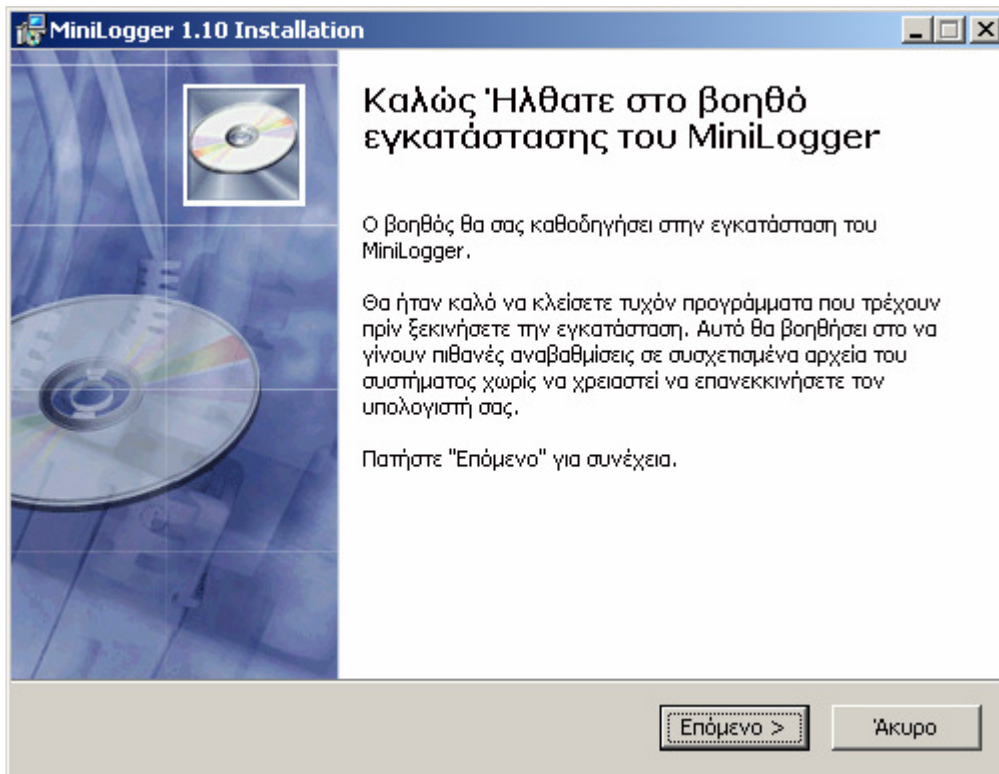 MiniLogger 1.10 Installation
Καλώς Ήλθατε στο βοηθό
εγκατάστασης του MiniLogger
Ο βοηθός θα σας καθοδηγήσει στην εγκατάσταση του
MiniLogger.
Θα ήταν καλό να κλείσετε τυχόν προγράμματα που τρέχουν
πρίν ξεκινήσετε την εγκατάσταση. Αυτό θα βοηθήσει στο να
γίνουν πιθανές αναβαθμίσεις σε συσχετισμένα αρχεία του
συστήματος χωρίς να χρειαστεί να επανεκκινήσετε τον
υπολογιστή σας.
Πατήστε "Επόμενο" για συνέχεια.
Επόμενο > Άκυρο